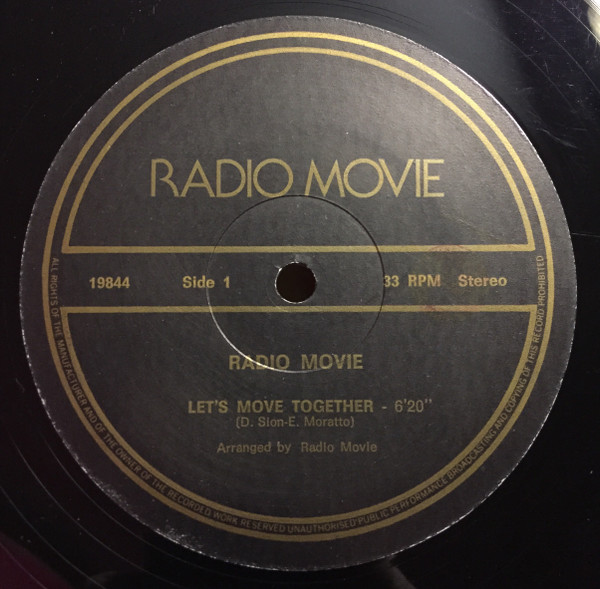 RADIO MOVIE
19844 Side 1 33 RPM Stereo
RADIO MOVIE
LET'S MOVE TOGETHER - 6'20"
(D. Sion-E. Moratto)
Arranged by Radio Movie
ALL RIGHTS OF THE MANUFACTURER AND OF THE OWNER OF THE RECORDED WORK RESERVED UNAUTHORISED PUBLIC PERFORMANCE BROADCASTING AND COPYING OF THIS RECORD PROHIBITED